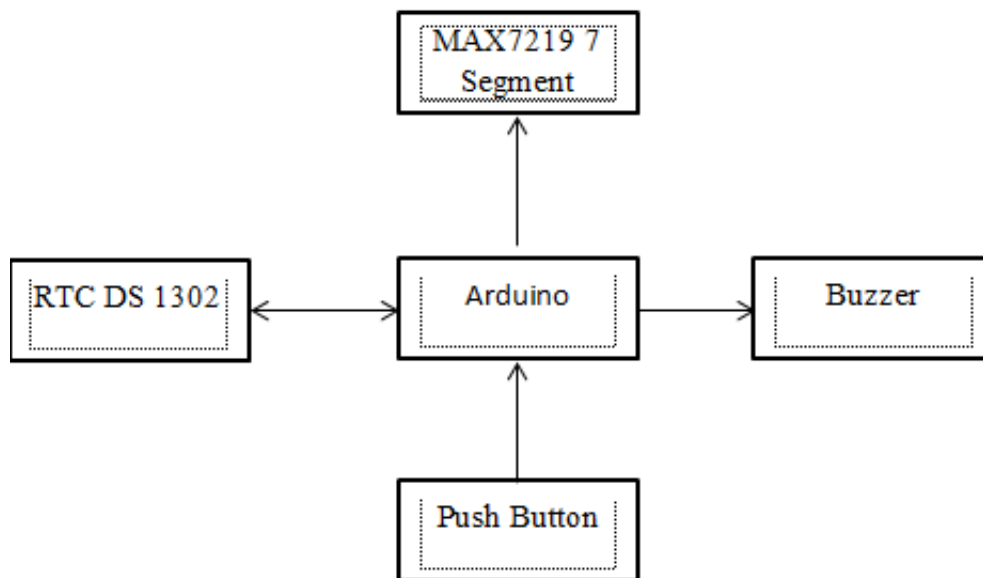 MAX7219 7
Segment
RTC DS 1302
Arduino
Buzzer
Push Button